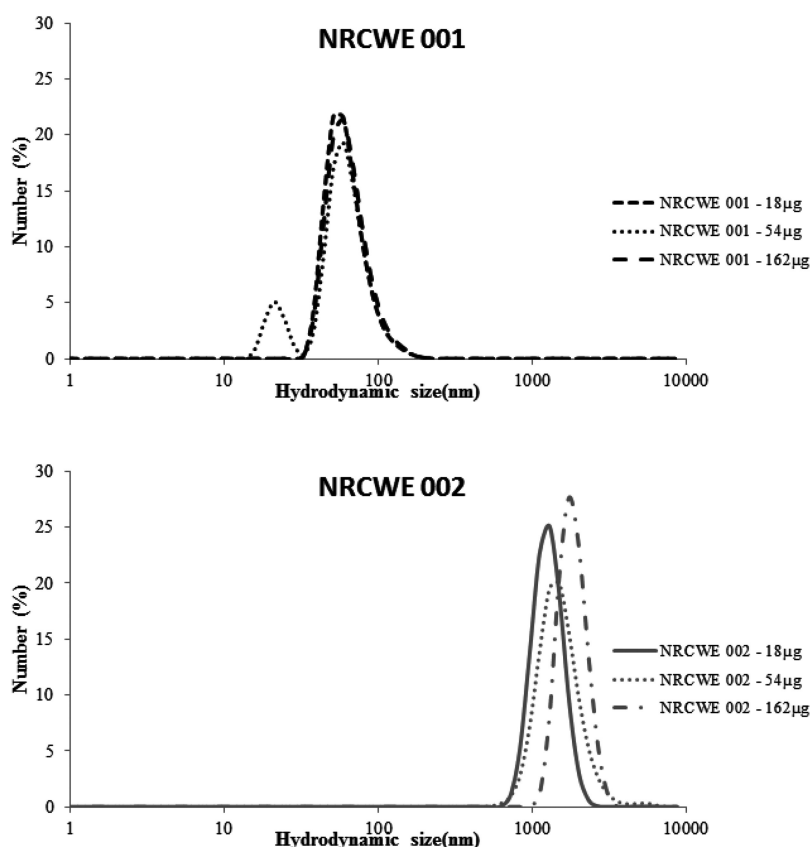 NRCWE 001
30
25
20
15
10
5
0
Number (%)
1 10 100 1000 10000
Hydrodynamic size(nm)
NRCWE 001 - 18µg
NRCWE 001 - 54µg
NRCWE 001 - 162µg
NRCWE 002
30
25
20
15
10
5
0
Number (%)
1 10 100 1000 10000
Hydrodynamic size(nm)
NRCWE 002 - 18µg
NRCWE 002 - 54µg
NRCWE 002 - 162µg